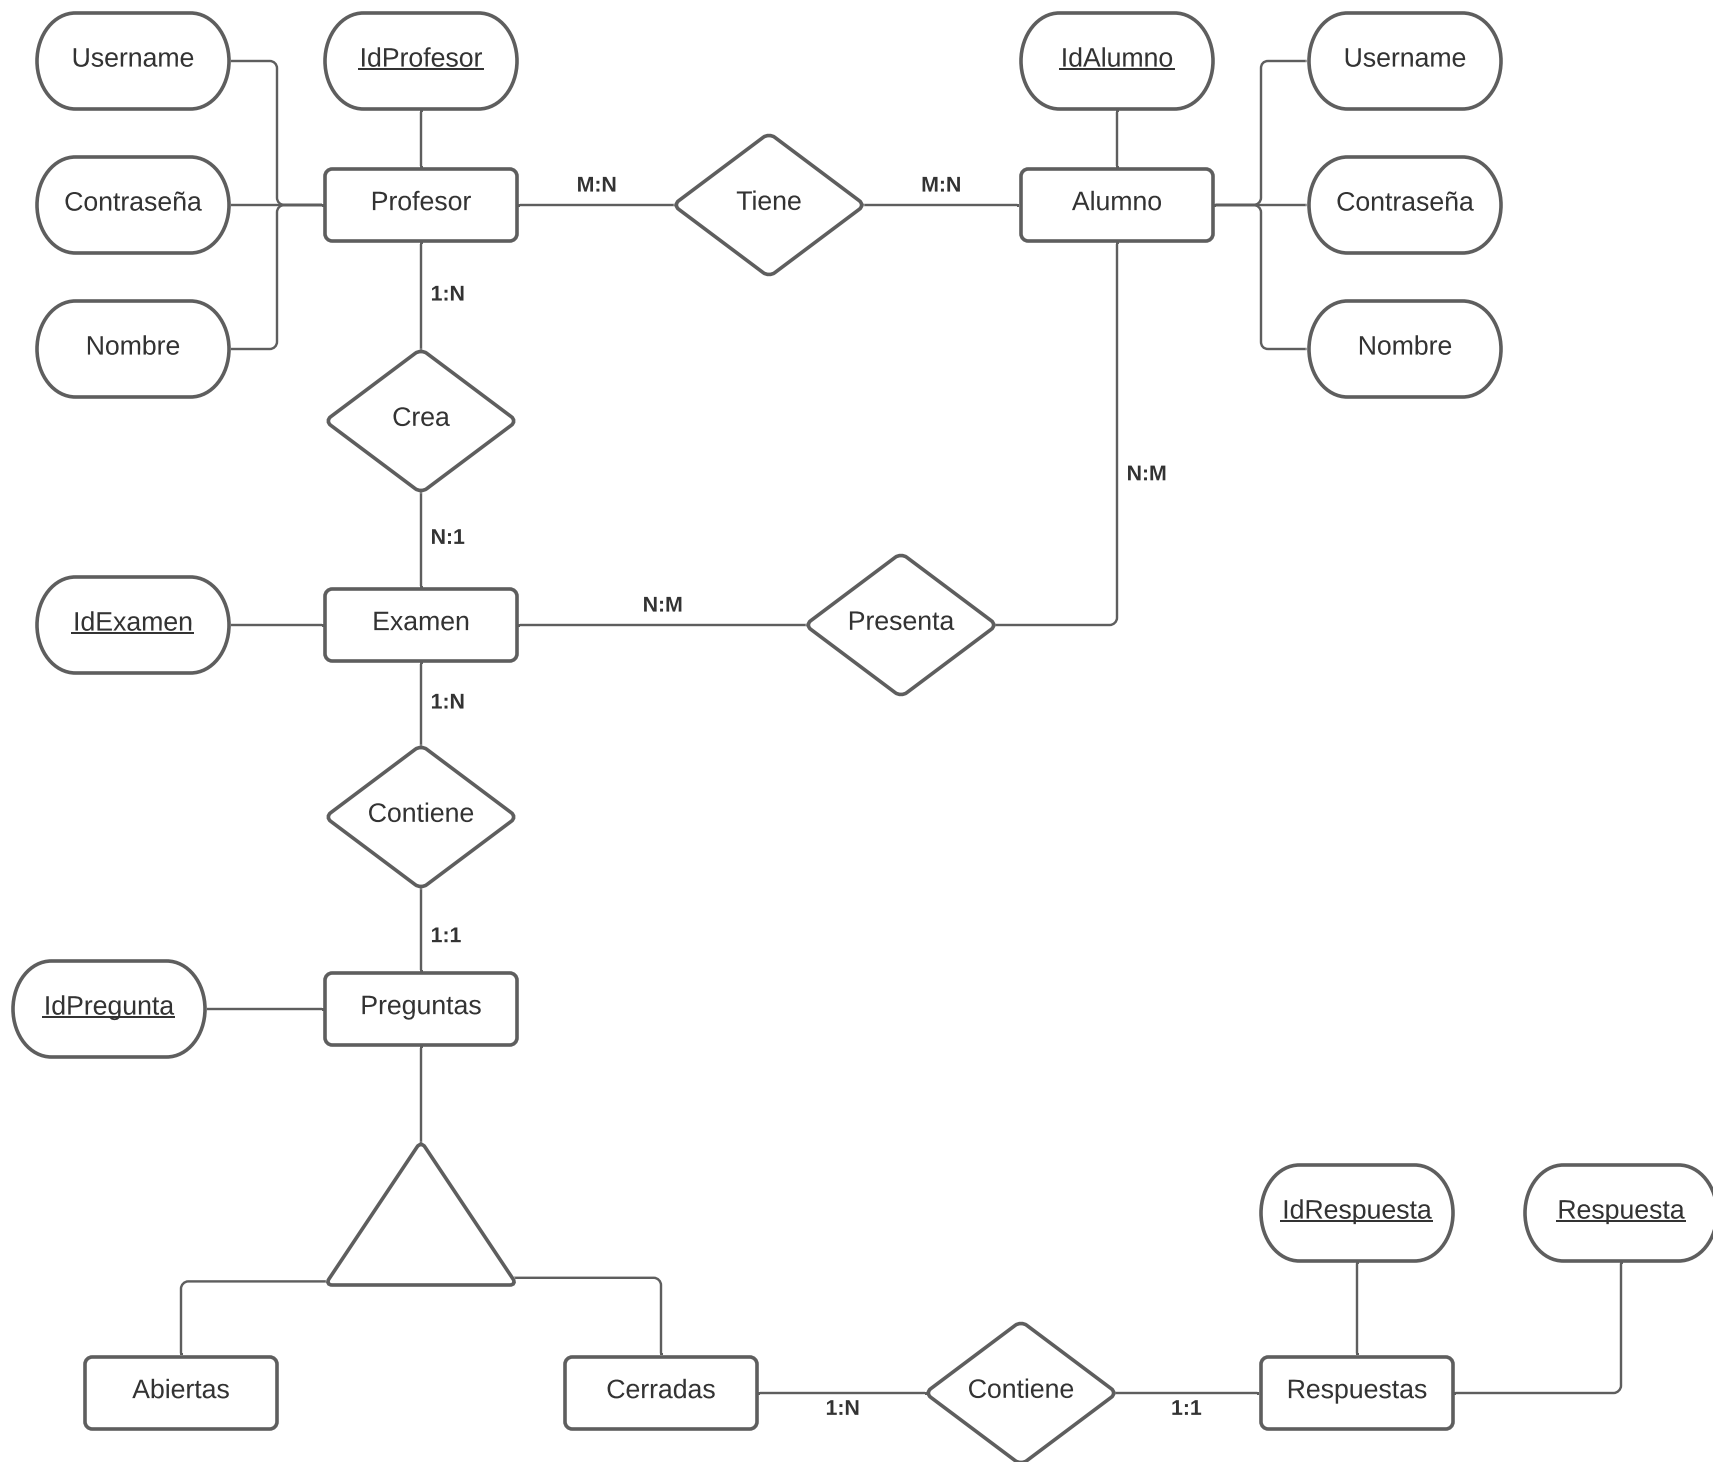 Username
IdProfesor
IdAlumno
Username
Contraseña
Profesor
M:N
Tiene
M:N
Alumno
Contraseña
1:N
Nombre
Nombre
Crea
N:M
N:1
IdExamen
Examen
N:M
Presenta
1:N
Contiene
1:1
IdPregunta
Preguntas
IdRespuesta
Respuesta
Abiertas
Cerradas
1:N
Contiene
1:1
Respuestas